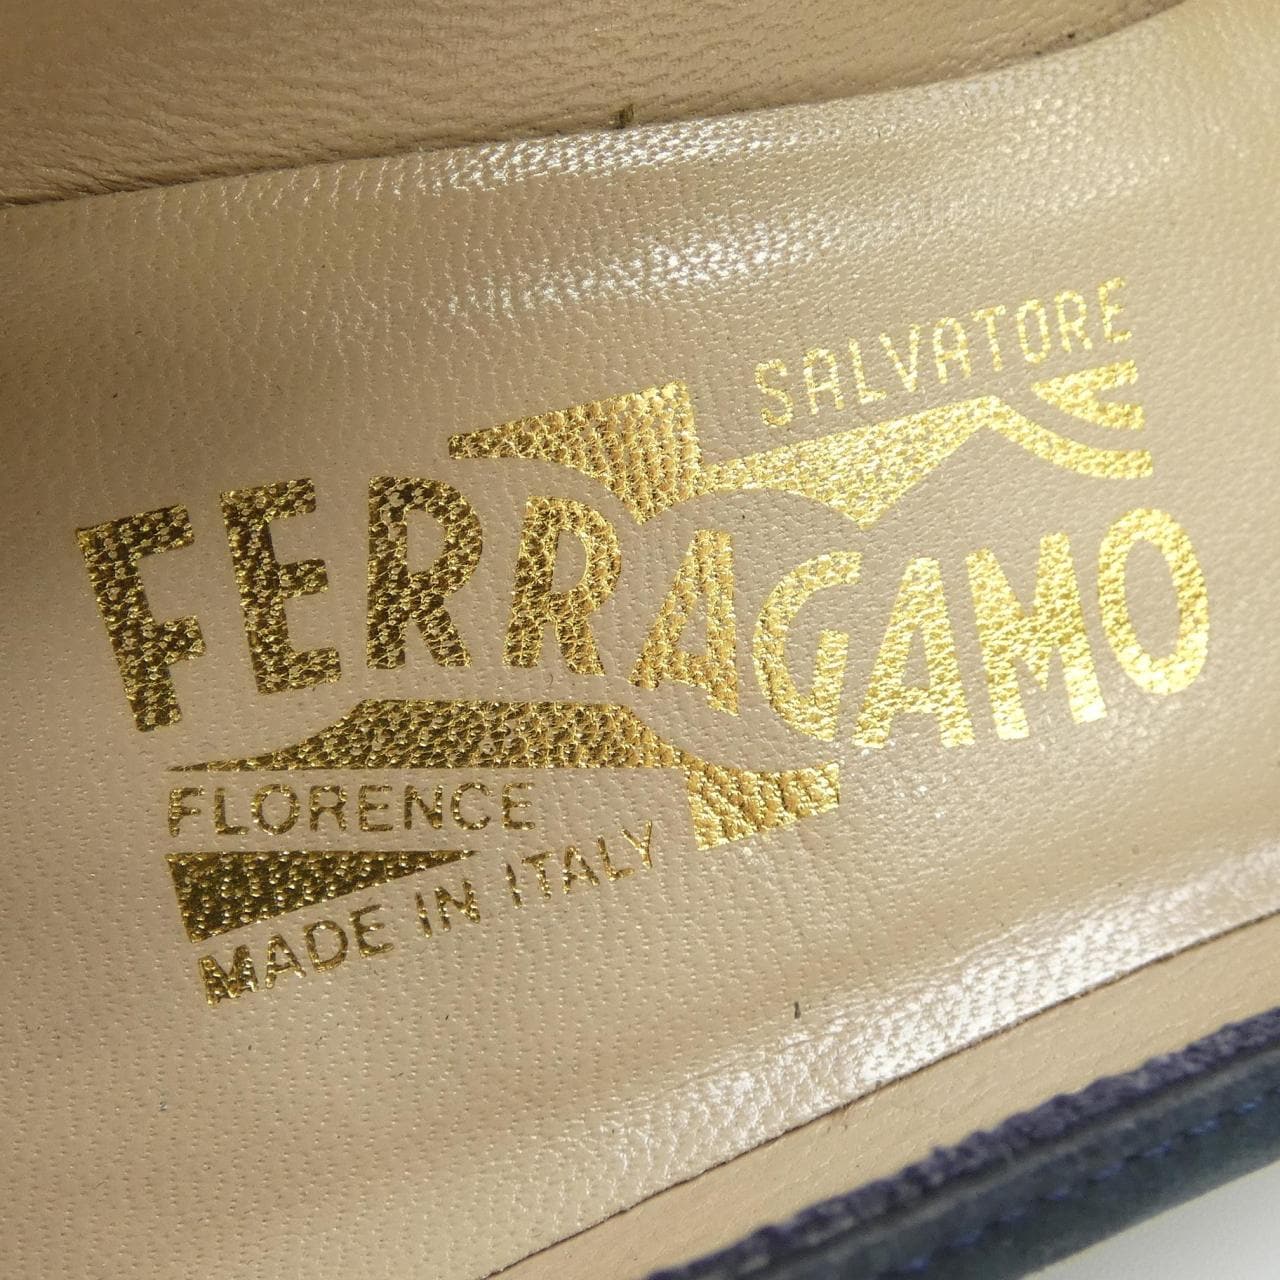 SALVATORE
FERRAGAMO
FLORENCE
MADE IN ITALY